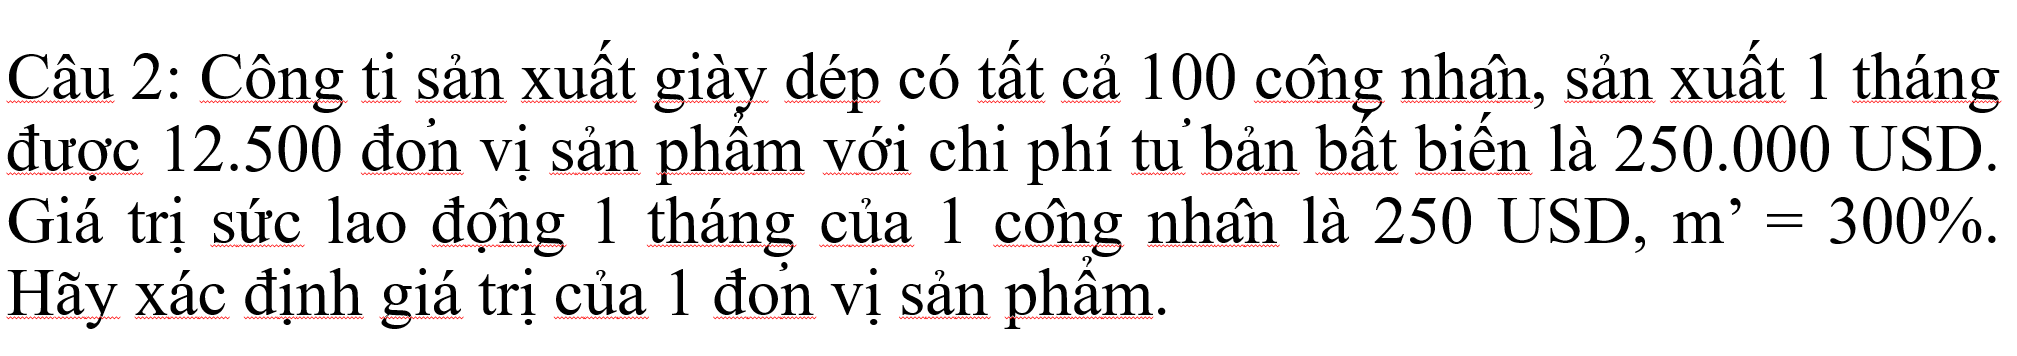 Câu 2: Công ti sản xuất giày dép có tất cả 100 công nhân, sản xuất 1 tháng
được 12.500 đơn vị sản phẩm với chi phí tư bản bất biến là 250.000 USD.
Giá trị sức lao động 1 tháng của 1 công nhân là 250 USD, m’ = 300%.
Hãy xác định giá trị của 1 đơn vị sản phẩm.